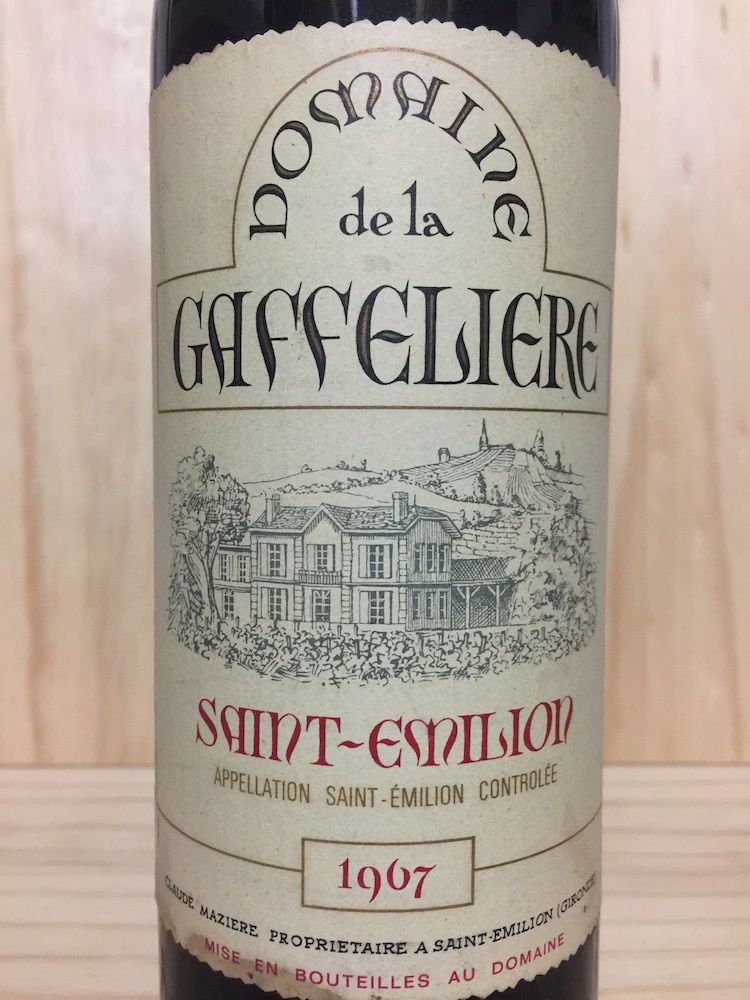 DOMAINE
de la
GAFFELIERE
SAINT-EMILION
APPELLATION SAINT-ÉMILION CONTROLÉE
1967
CLAUDE MAZIERE PROPRIETAIRE A SAINT-EMILION (GIRONDE)
MISE EN BOUTEILLES AU DOMAINE